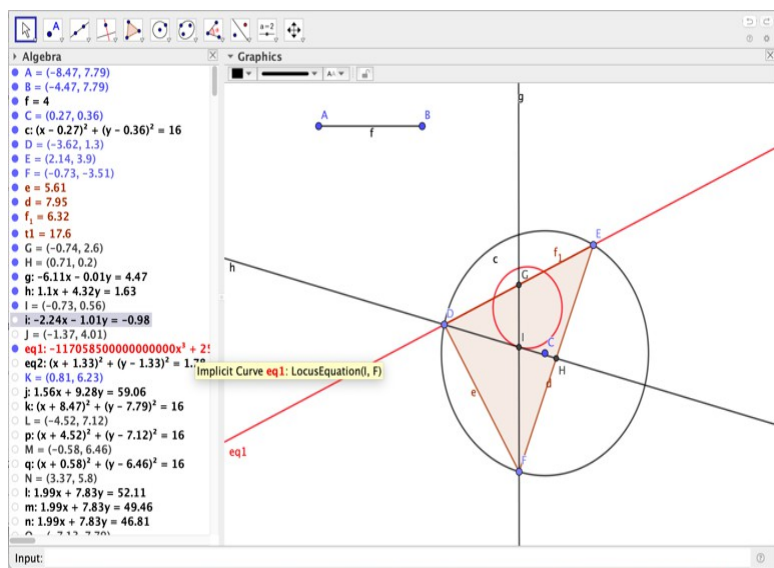 a=2
Algebra
Graphics
A = (-8.47, 7.79)
B = (-4.47, 7.79)
f = 4
C = (0.27, 0.36)
c: (x - 0.27)² + (y - 0.36)² = 16
D = (-3.62, 1.3)
E = (2.14, 3.9)
F = (-0.73, -3.51)
e = 5.61
d = 7.95
f₁ = 6.32
t1 = 17.6
G = (-0.74, 2.6)
H = (0.71, 0.2)
g: -6.11x - 0.01y = 4.47
h: 1.1x + 4.32y = 1.63
I = (-0.73, 0.56)
i: -2.24x - 1.01y = -0.98
J = (-1.37, 4.01)
eq1: -117058500000000000x³ + 25
eq2: (x + 1.33)² + (y - 1.33)² = 1.78
K = (0.81, 6.23)
j: 1.56x + 9.28y = 59.06
k: (x + 8.47)² + (y - 7.79)² = 16
L = (-4.52, 7.12)
p: (x + 4.52)² + (y - 7.12)² = 16
M = (-0.58, 6.46)
q: (x + 0.58)² + (y - 6.46)² = 16
N = (3.37, 5.8)
l: 1.99x + 7.83y = 52.11
m: 1.99x + 7.83y = 49.46
n: 1.99x + 7.83y = 46.81
Input:
AA
g
A
B
f
E
c
f₁
h
G
D
I
C
H
d
Implicit Curve eq1: LocusEquation(I, F)
e
eq1
F